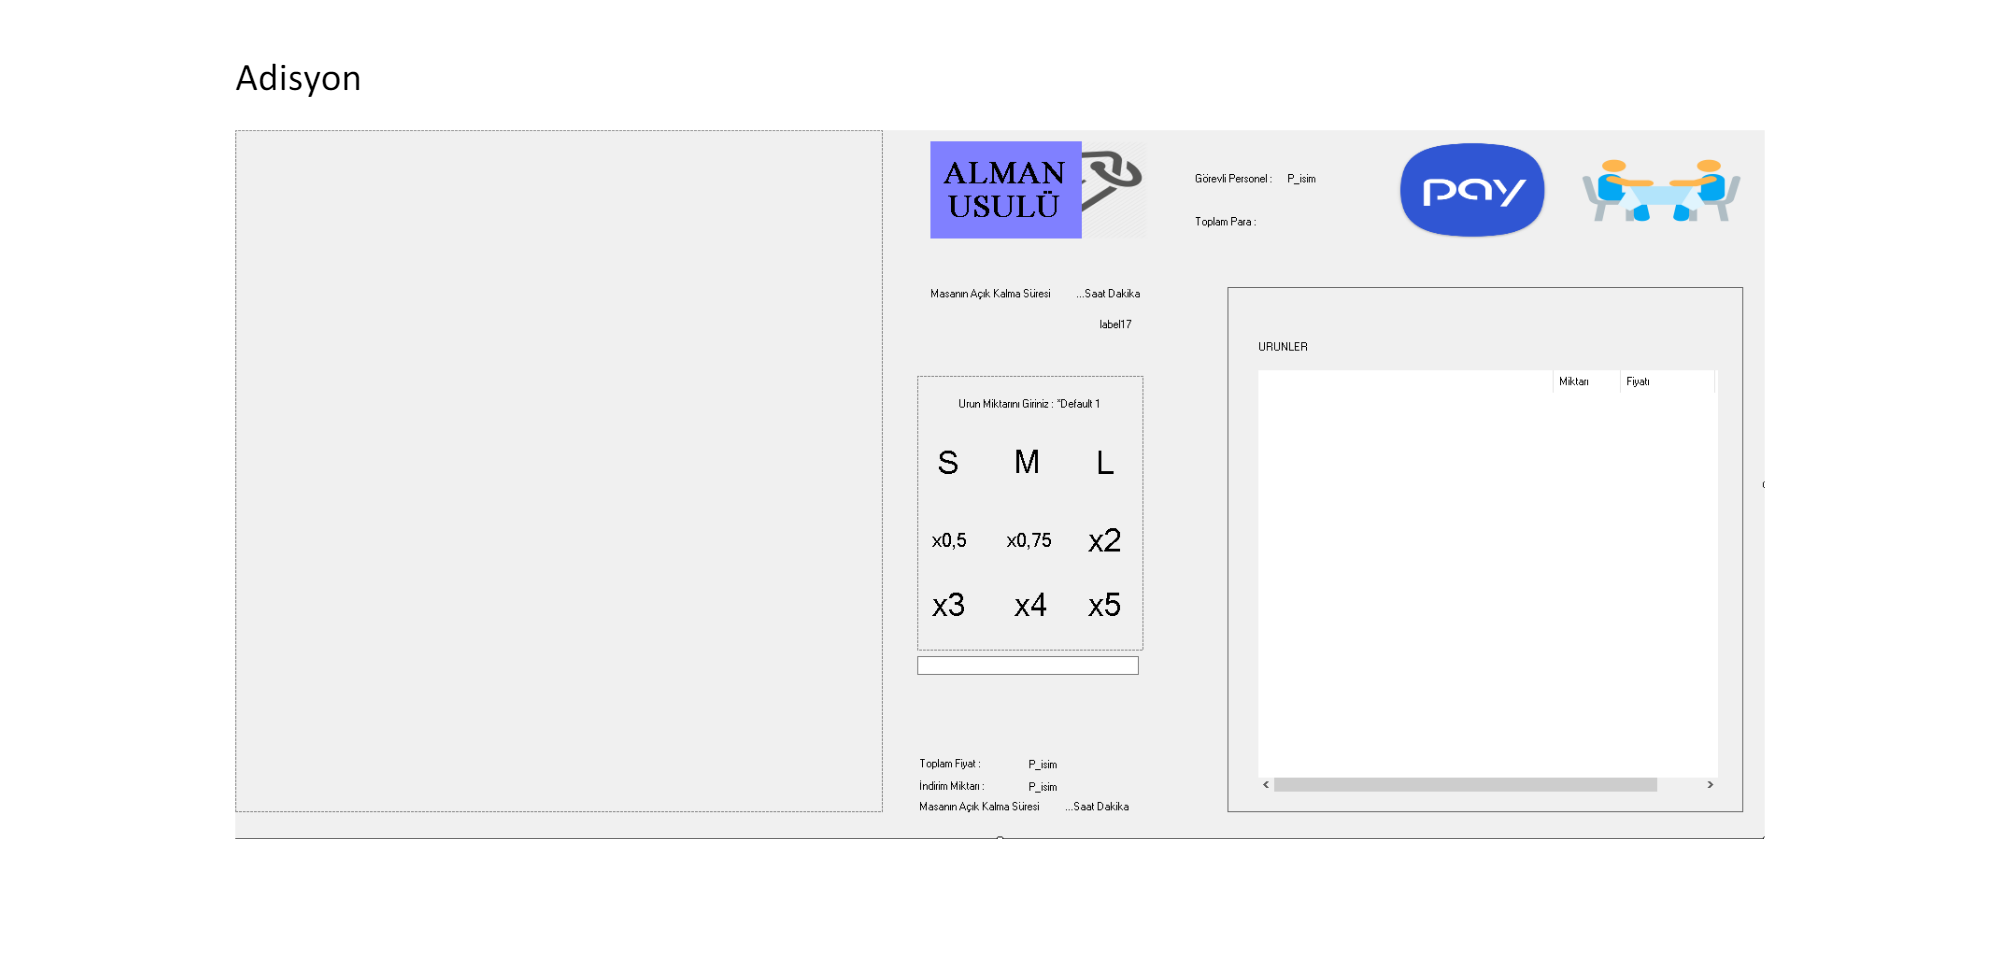 Adisyon
ALMAN
USULÜ
Görevli Personel : P_isim
pay
Toplam Para :
Masanın Açık Kalma Süresi ...Saat Dakika
label17
URUNLER
Miktarı Fiyatı
Urun Miktarını Giriniz : *Default 1
S M L
x0,5 x0,75 x2
x3 x4 x5
Toplam Fiyat : P_isim
İndirim Miktarı : P_isim
Masanın Açık Kalma Süresi ...Saat Dakika